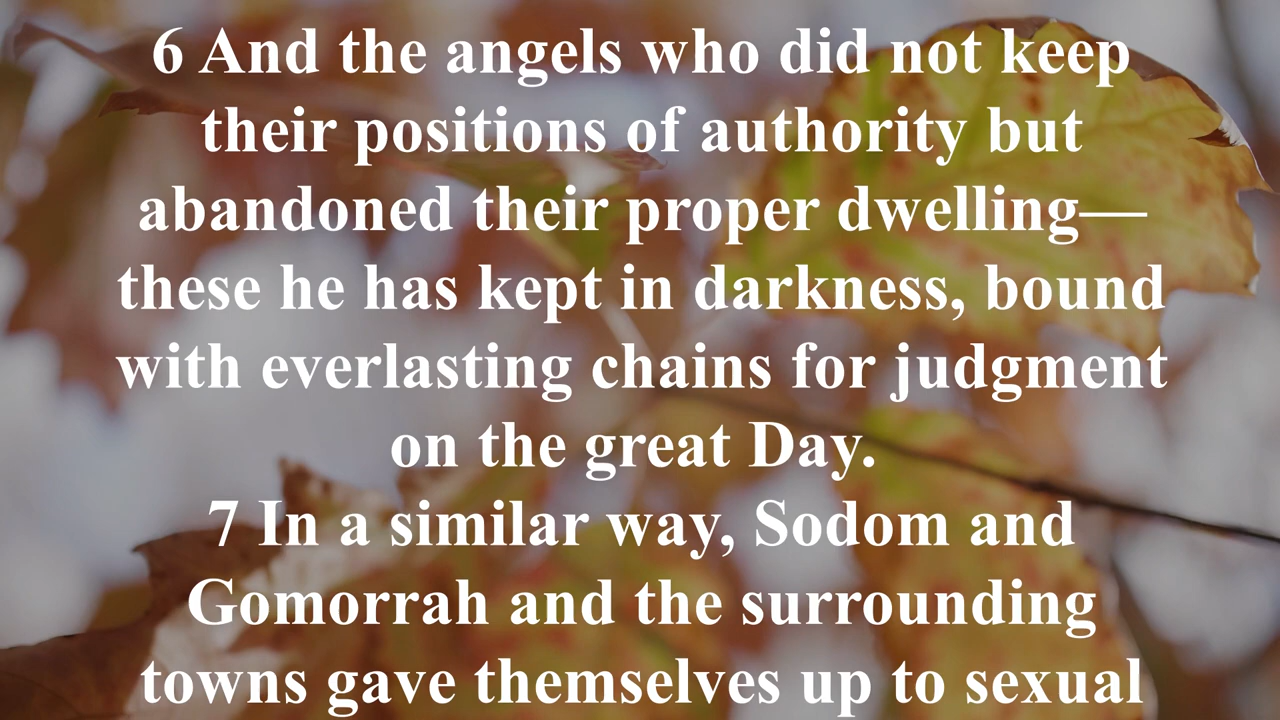 6 And the angels who did not keep
their positions of authority but
abandoned their proper dwelling—
these he has kept in darkness, bound
with everlasting chains for judgment
on the great Day.
7 In a similar way, Sodom and
Gomorrah and the surrounding
towns gave themselves up to sexual